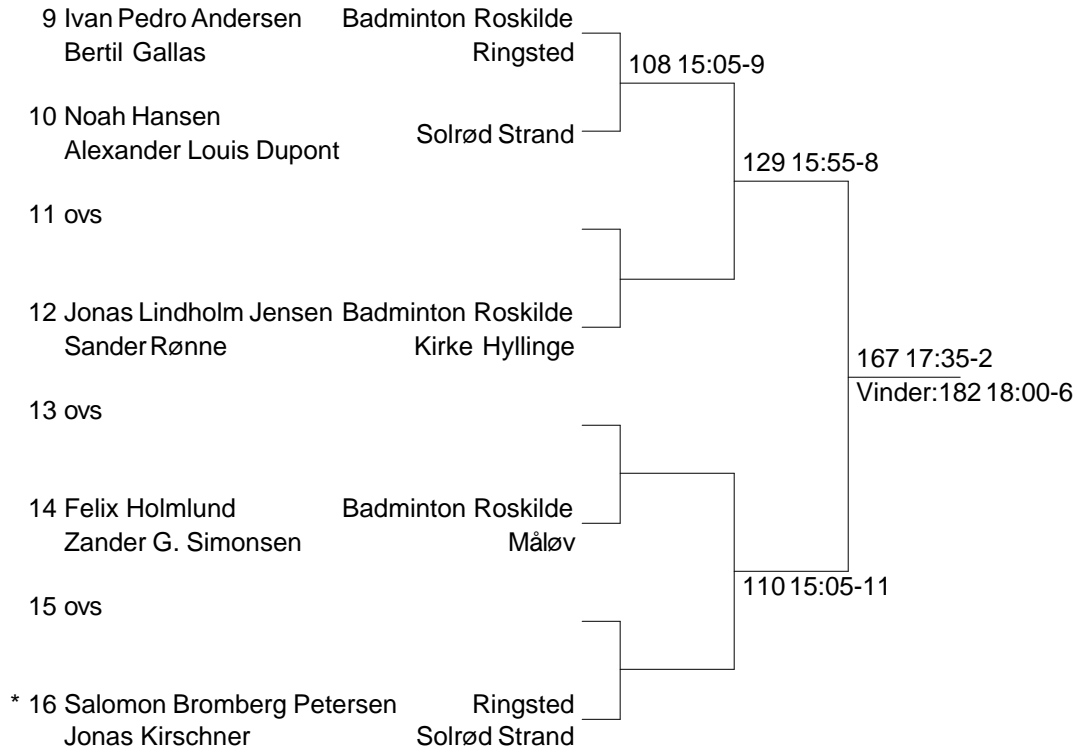 9 Ivan Pedro Andersen Badminton Roskilde
Bertil Gallas Ringsted
108 15:05-9
10 Noah Hansen
Solrød Strand
Alexander Louis Dupont
129 15:55-8
11 ovs
12 Jonas Lindholm Jensen Badminton Roskilde
Sander Rønne Kirke Hyllinge
167 17:35-2
Vinder:182 18:00-6
13 ovs
14 Felix Holmlund Badminton Roskilde
Zander G. Simonsen Måløv
110 15:05-11
15 ovs
* 16 Salomon Bromberg Petersen Ringsted
Jonas Kirschner Solrød Strand